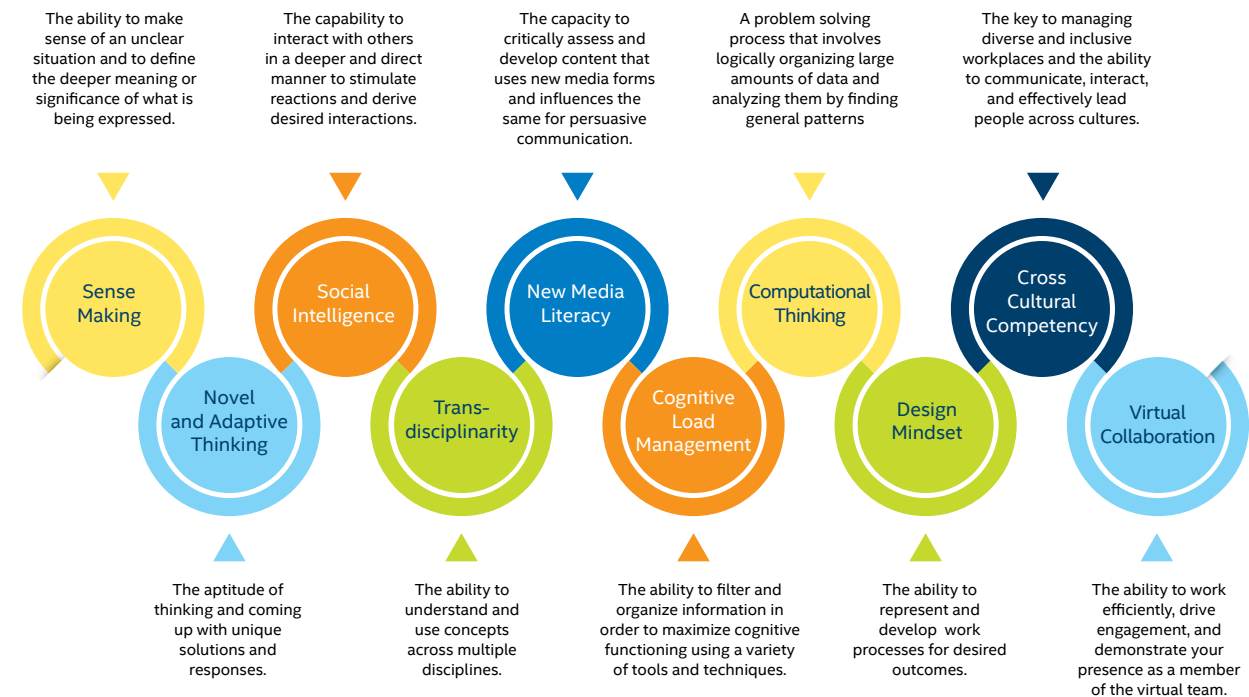 The ability to make
sense of an unclear
situation and to define
the deeper meaning or
significance of what is
being expressed.
The capability to
interact with others
in a deeper and direct
manner to stimulate
reactions and derive
desired interactions.
The capacity to
critically assess and
develop content that
uses new media forms
and influences the
same for persuasive
communication.
A problem solving
process that involves
logically organizing large
amounts of data and
analyzing them by finding
general patterns
The key to managing
diverse and inclusive
workplaces and the ability
to communicate, interact,
and effectively lead
people across cultures.
Sense
Making
Social
Intelligence
New Media
Literacy
Computational
Thinking
Cross
Cultural
Competency
Novel
and Adaptive
Thinking
Trans-
disciplinarity
Cognitive
Load
Management
Design
Mindset
Virtual
Collaboration
The aptitude of
thinking and coming
up with unique
solutions and
responses.
The ability to
understand and
use concepts
across multiple
disciplines.
The ability to filter and
organize information in
order to maximize cognitive
functioning using a variety
of tools and techniques.
The ability to
represent and
develop work
processes for desired
outcomes.
The ability to work
efficiently, drive
engagement, and
demonstrate your
presence as a member
of the virtual team.